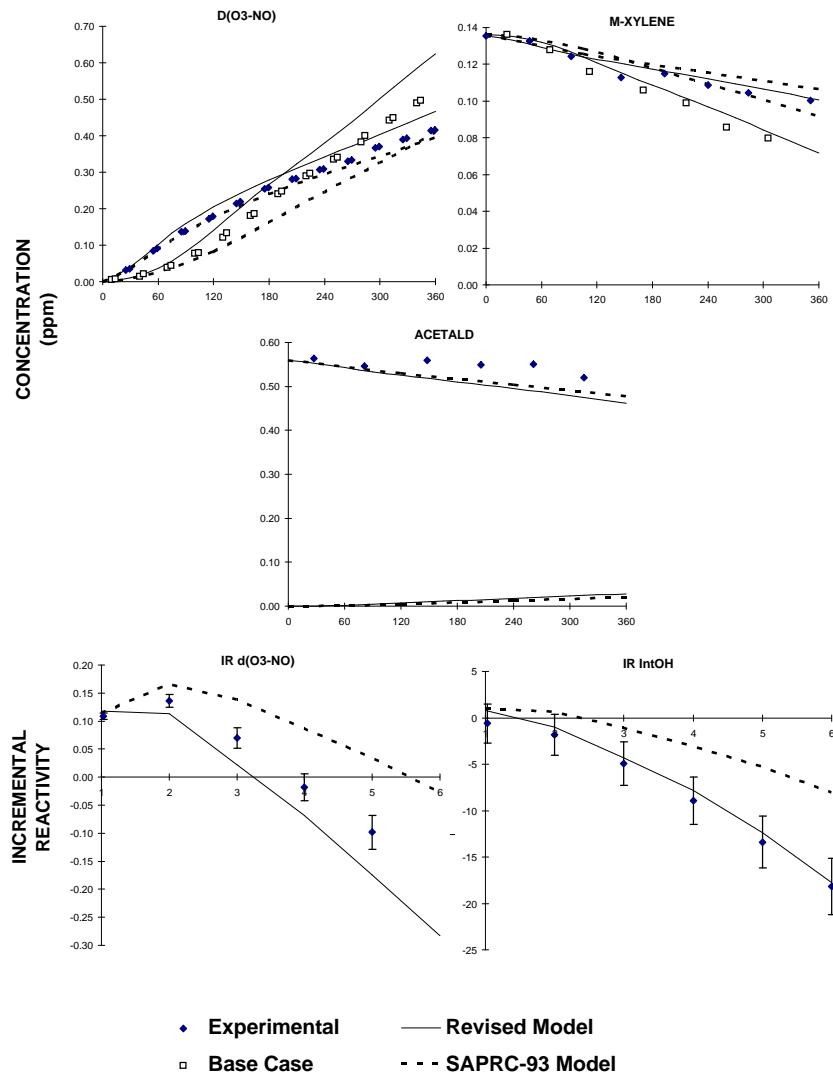 D(O3-NO)
0.70
0.60
0.50
0.40
0.30
0.20
0.10
0.00
0 60 120 180 240 300 360
M-XYLENE
0.14
0.12
0.10
0.08
0.06
0.04
0.02
0.00
0 60 120 180 240 300 360
CONCENTRATION
(ppm)
ACETALD
0.60
0.50
0.40
0.30
0.20
0.10
0.00
0 60 120 180 240 300 360
IR d(O3-NO)
0.20
0.15
0.10
0.05
0.00
-0.05
-0.10
-0.15
-0.20
-0.25
-0.30
1 2 3 4 5 6
IR IntOH
5
0
-5
-10
-15
-20
-25
1 2 3 4 5 6
INCREMENTAL
REACTIVITY
Experimental
Revised Model
Base Case
SAPRC-93 Model